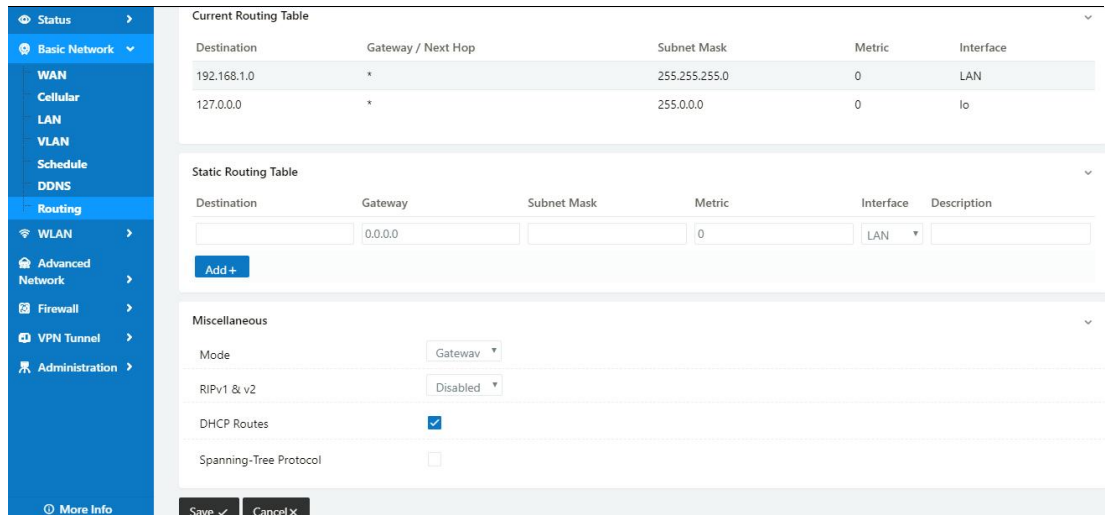 Status
Basic Network
WAN
Cellular
LAN
VLAN
Schedule
DDNS
Routing
WLAN
Advanced
Network
Firewall
VPN Tunnel
Administration
More Info
Current Routing Table
Destination Gateway / Next Hop Subnet Mask Metric Interface
192.168.1.0 * 255.255.255.0 0 LAN
127.0.0.0 * 255.0.0.0 0 lo
Static Routing Table
Destination Gateway Subnet Mask Metric Interface Description
0.0.0.0 0 LAN
Add +
Miscellaneous
Mode Gateway
RIPv1 & v2 Disabled
DHCP Routes
Spanning-Tree Protocol
Save Cancel